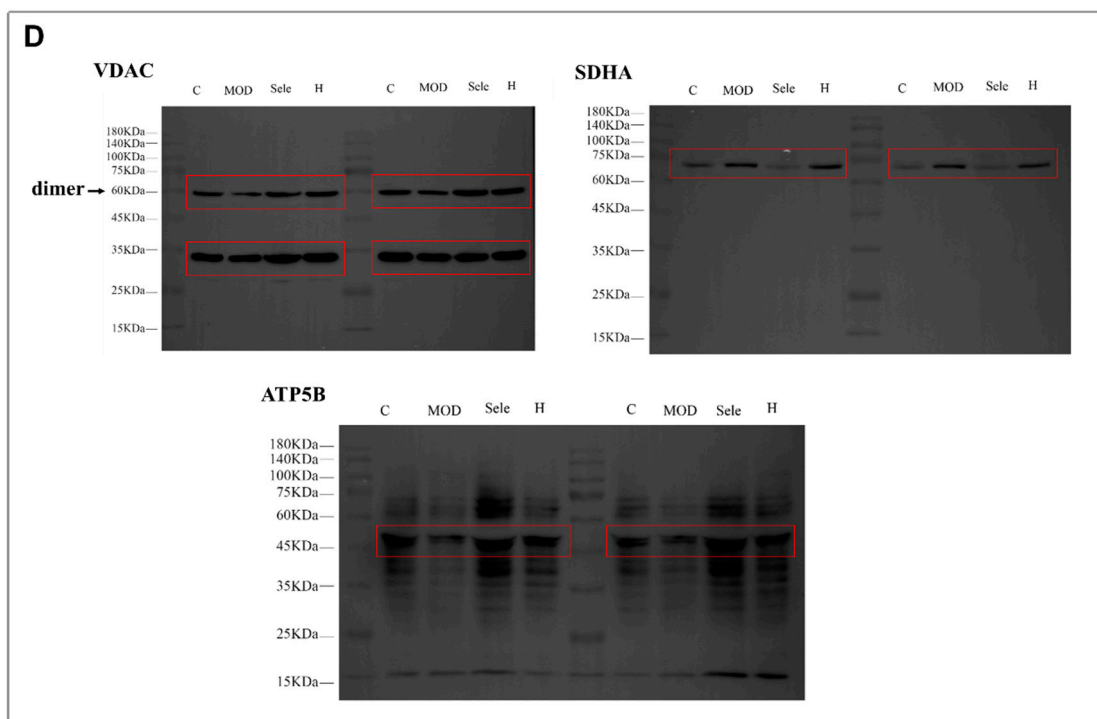 D
VDAC
C MOD Sele H C MOD Sele H
180KDa
140KDa
100KDa
75KDa
dimer 60KDa
45KDa
35KDa
25KDa
15KDa
SDHA
C MOD Sele H C MOD Sele H
180KDa
140KDa
100KDa
75KDa
60KDa
45KDa
35KDa
25KDa
15KDa
ATP5B
C MOD Sele H C MOD Sele H
180KDa
140KDa
100KDa
75KDa
60KDa
45KDa
35KDa
25KDa
15KDa